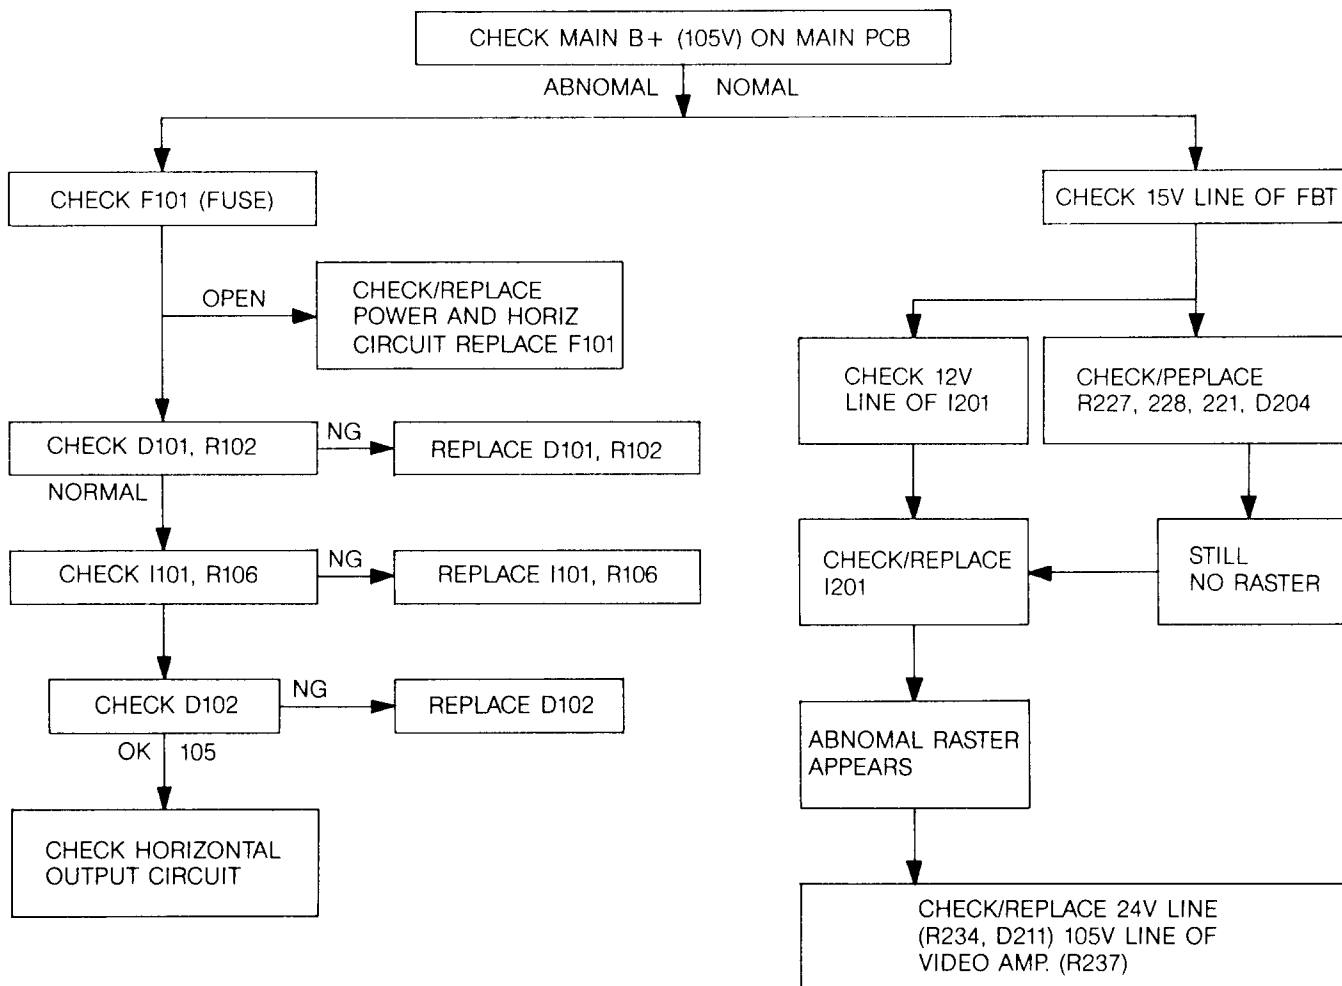 CHECK MAIN B+ (105V) ON MAIN PCB
ABNOMAL NOMAL
CHECK F101 (FUSE)
OPEN
CHECK/REPLACE
POWER AND HORIZ
CIRCUIT REPLACE F101
CHECK D101, R102
NG
REPLACE D101, R102
NORMAL
CHECK I101, R106
NG
REPLACE I101, R106
CHECK D102
NG
REPLACE D102
OK 105
CHECK HORIZONTAL
OUTPUT CIRCUIT
CHECK 15V LINE OF FBT
CHECK 12V
LINE OF I201
CHECK/PEPLACE
R227, 228, 221, D204
CHECK/REPLACE
I201
STILL
NO RASTER
ABNOMAL RASTER
APPEARS
CHECK/REPLACE 24V LINE
(R234, D211) 105V LINE OF
VIDEO AMP. (R237)